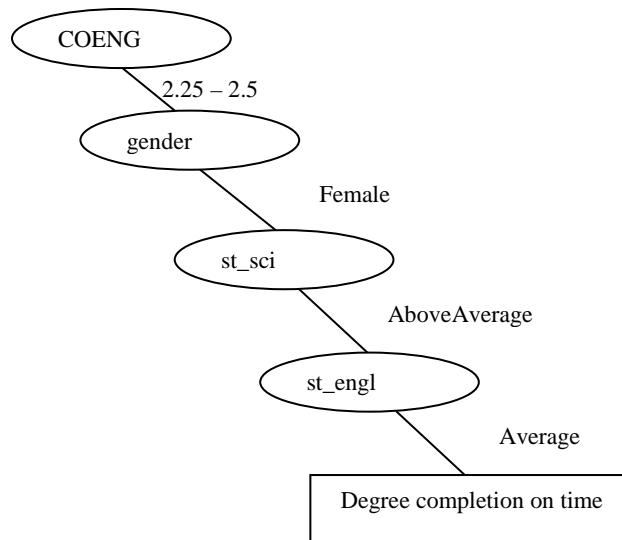 COENG
2.25 – 2.5
gender
Female
st_sci
AboveAverage
st_engl
Average
Degree completion on time